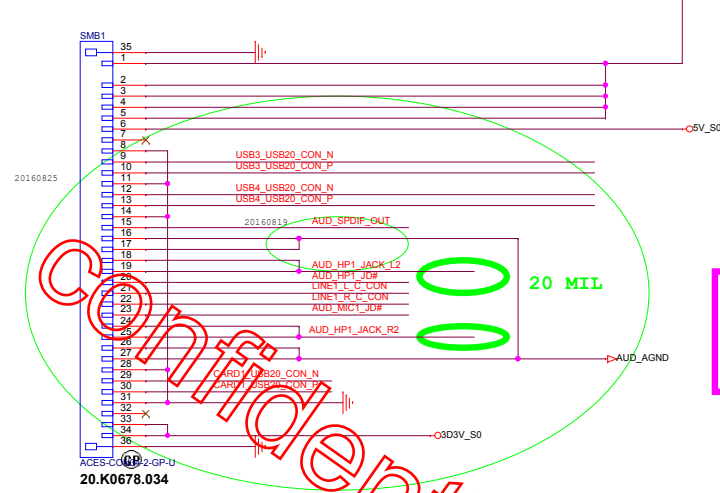 SMB1
35
1
2
3
4
5
6
5V_S0
7
8
9 USB3_USB20_CON_N
10 USB3_USB20_CON_P
11
20160825
12 USB4_USB20_CON_N
13 USB4_USB20_CON_P
14
15 20160819 AUD_SPDIF_OUT
16
17
18
19 AUD_HP1_JACK_L2
20 AUD_HP1_JD#
21 LINE1_L_C_CON
20 MIL
22 LINE1_R_C_CON
23 AUD_MIC1_JD#
24
25 AUD_HP1_JACK_R2
26
27
AUD_AGND
28
29 CARD1_USB20_CON_N
30 CARD1_USB20_CON_P
31
32
33
34 3D3V_S0
36
GP
20.K0678.034